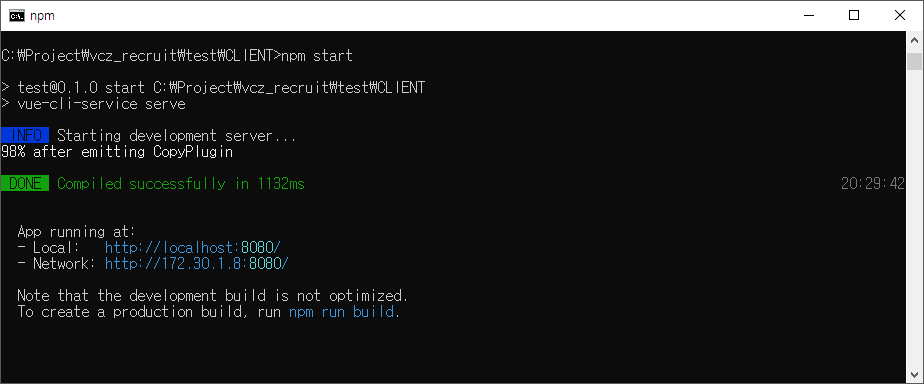 npm
C:₩Project₩vcz_recruit₩test₩CLIENT>npm start
> test@0.1.0 start C:₩Project₩vcz_recruit₩test₩CLIENT
> vue-cli-service serve
INFO Starting development server...
98% after emitting CopyPlugin
DONE Compiled successfully in 1132ms 20:29:42
App running at:
- Local: http://localhost:8080/
- Network: http://172.30.1.8:8080/
Note that the development build is not optimized.
To create a production build, run npm run build.